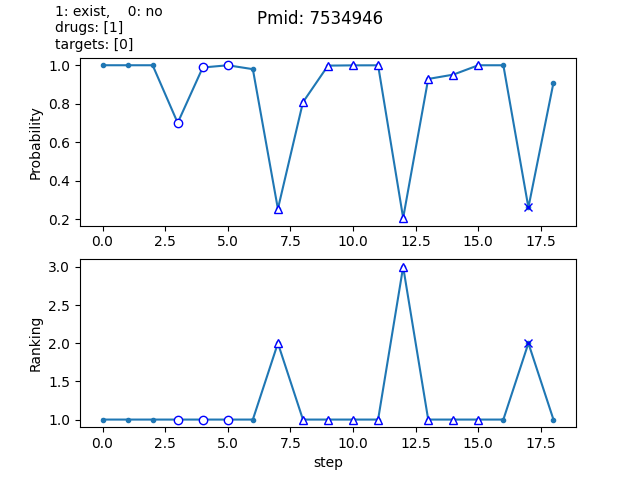 1: exist,    0: no
drugs: [1]
targets: [0]
Pmid: 7534946
Probability
1.0
0.8
0.6
0.4
0.2
0.0 2.5 5.0 7.5 10.0 12.5 15.0 17.5
Ranking
3.0
2.5
2.0
1.5
1.0
0.0 2.5 5.0 7.5 10.0 12.5 15.0 17.5
step